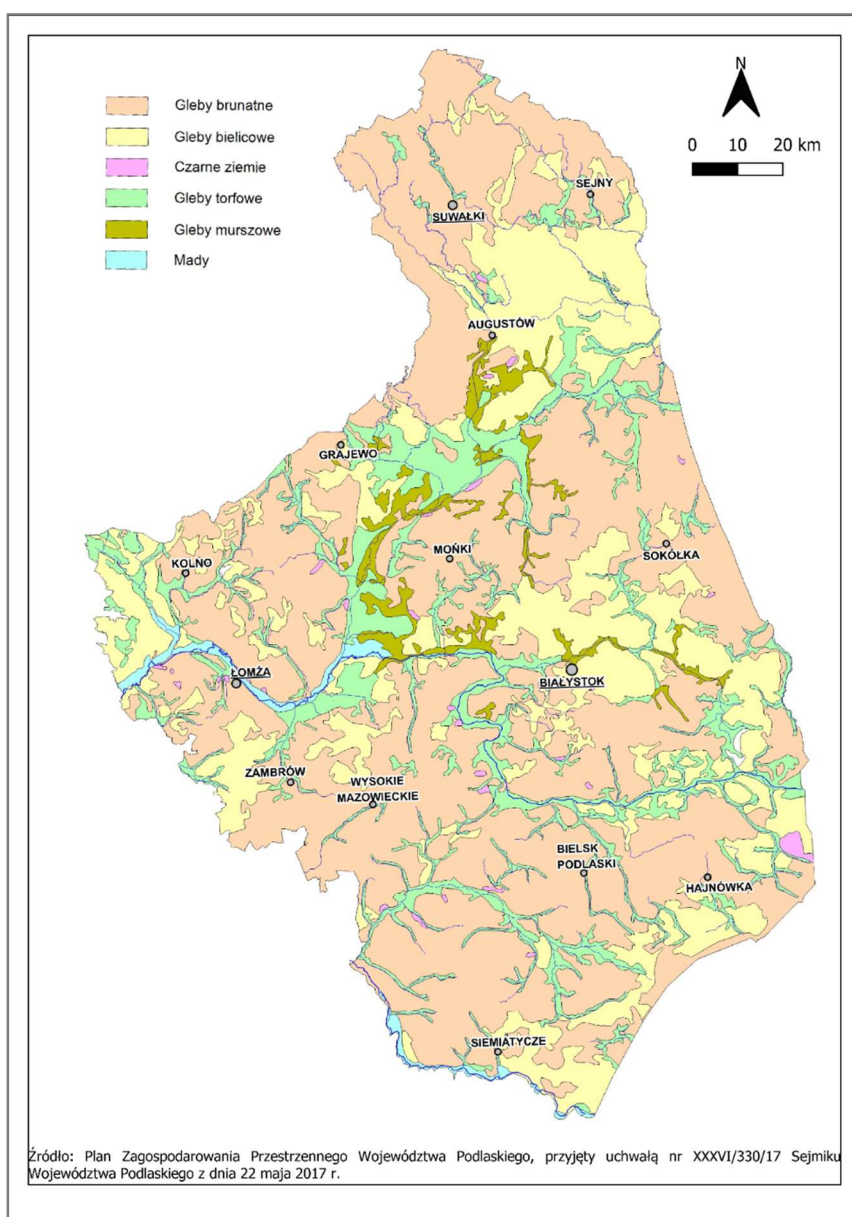 Gleby brunatne
Gleby bielicowe
Czarne ziemie
Gleby torfowe
Gleby murszowe
Mady
N
0 10 20 km
SEJNY
SUWAŁKI
AUGUSTÓW
GRAJEWO
MOŃKI
SOKÓŁKA
KOLNO
ŁOMŻA
BIAŁYSTOK
ZAMBRÓW
WYSOKIE
MAZOWIECKIE
BIELSK
PODLASKI
HAJNÓWKA
SIEMIATYCZE
Źródło: Plan Zagospodarowania Przestrzennego Województwa Podlaskiego, przyjęty uchwałą nr XXXVI/330/17 Sejmiku
Województwa Podlaskiego z dnia 22 maja 2017 r.